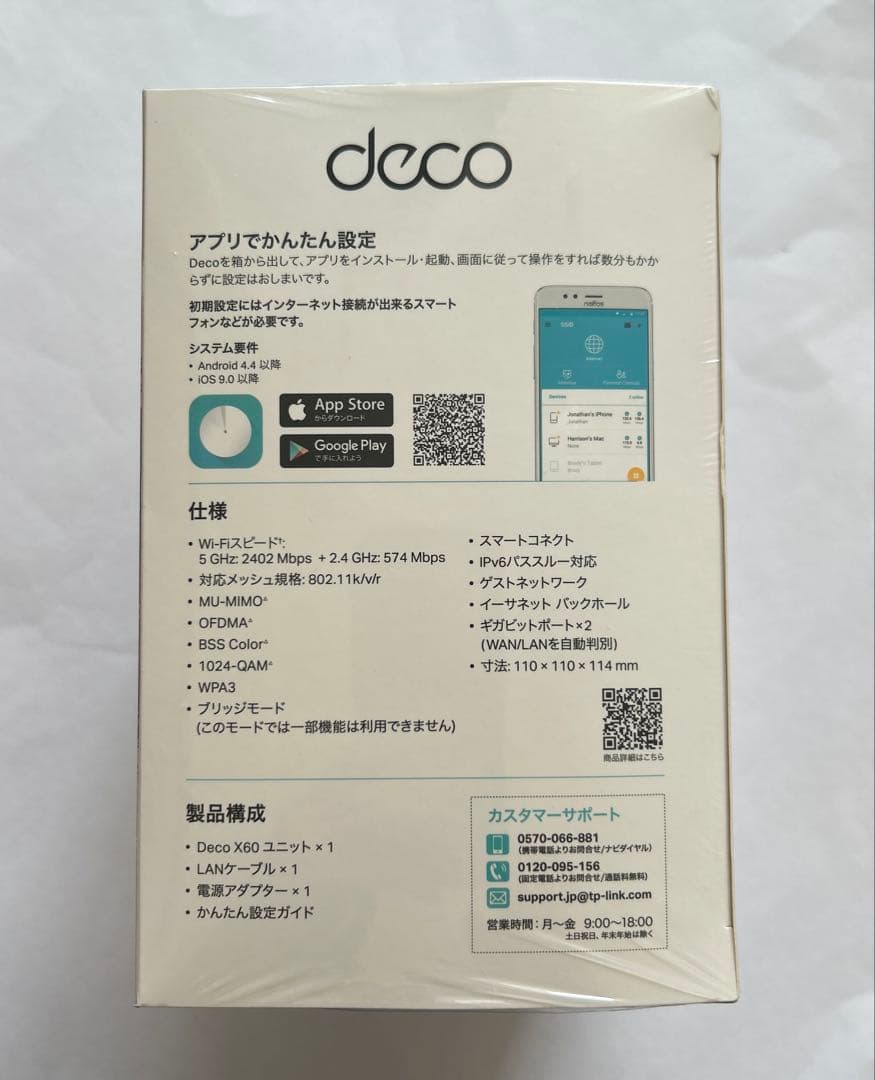 deco
アプリでかんたん設定
Decoを箱から出して、アプリをインストール・起動、画面に従って操作をすれば数分もかか
らずに設定はおしまいです。
初期設定にはインターネット接続が出来るスマート
フォンなどが必要です。
システム要件
• Android 4.4 以降
• iOS 9.0 以降
App Store
からダウンロード
Google Play
で手に入れよう
neffos
Internet
Antivirus
Parental Controls
Devices
Jonathan's iPhone
Jonathan
Harrison's Mac
None
Brody's Tablet
Brody
仕様
• Wi-Fiスピード†:
5 GHz: 2402 Mbps + 2.4 GHz: 574 Mbps
• 対応メッシュ規格: 802.11k/v/r
• MU-MIMO△
• OFDMA△
• BSS Color△
• 1024-QAM△
• WPA3
• ブリッジモード
(このモードでは一部機能は利用できません)
• スマートコネクト
• IPv6パススルー対応
• ゲストネットワーク
• イーサネット バックホール
• ギガビットポート×2
(WAN/LANを自動判別)
• 寸法: 110 × 110 × 114 mm
商品詳細はこちら
製品構成
• Deco X60 ユニット × 1
• LANケーブル × 1
• 電源アダプター × 1
• かんたん設定ガイド
カスタマーサポート
0570-066-881
(携帯電話よりお問合せ/ナビダイヤル)
0120-095-156
(固定電話よりお問合せ/通話料無料)
support.jp@tp-link.com
営業時間：月～金 9:00～18:00
土日祝日、年末年始は除く